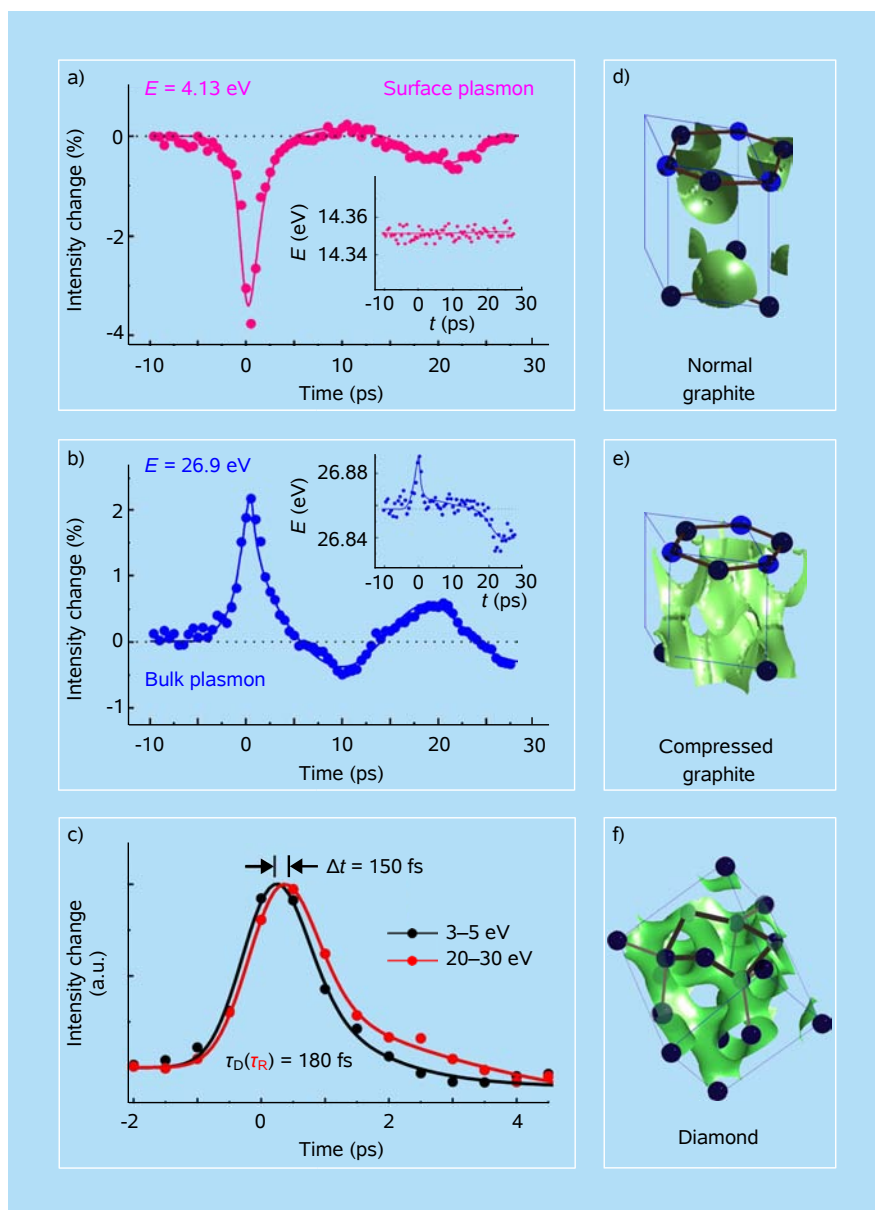 a)
E = 4.13 eV
Surface plasmon
Intensity change (%)
0
-2
-4
-10
0
10
20
30
Time (ps)
E (eV)
14.36
14.34
-10
0
10
20
30
t (ps)
d)
Normal
graphite
b)
E = 26.9 eV
Bulk plasmon
Intensity change (%)
2
1
0
-1
-10
0
10
20
30
Time (ps)
E (eV)
26.88
26.84
-10
0
10
20
30
t (ps)
e)
Compressed
graphite
c)
Δt = 150 fs
3–5 eV
20–30 eV
τD(τR) = 180 fs
Intensity change
(a.u.)
-2
0
2
4
Time (ps)
f)
Diamond